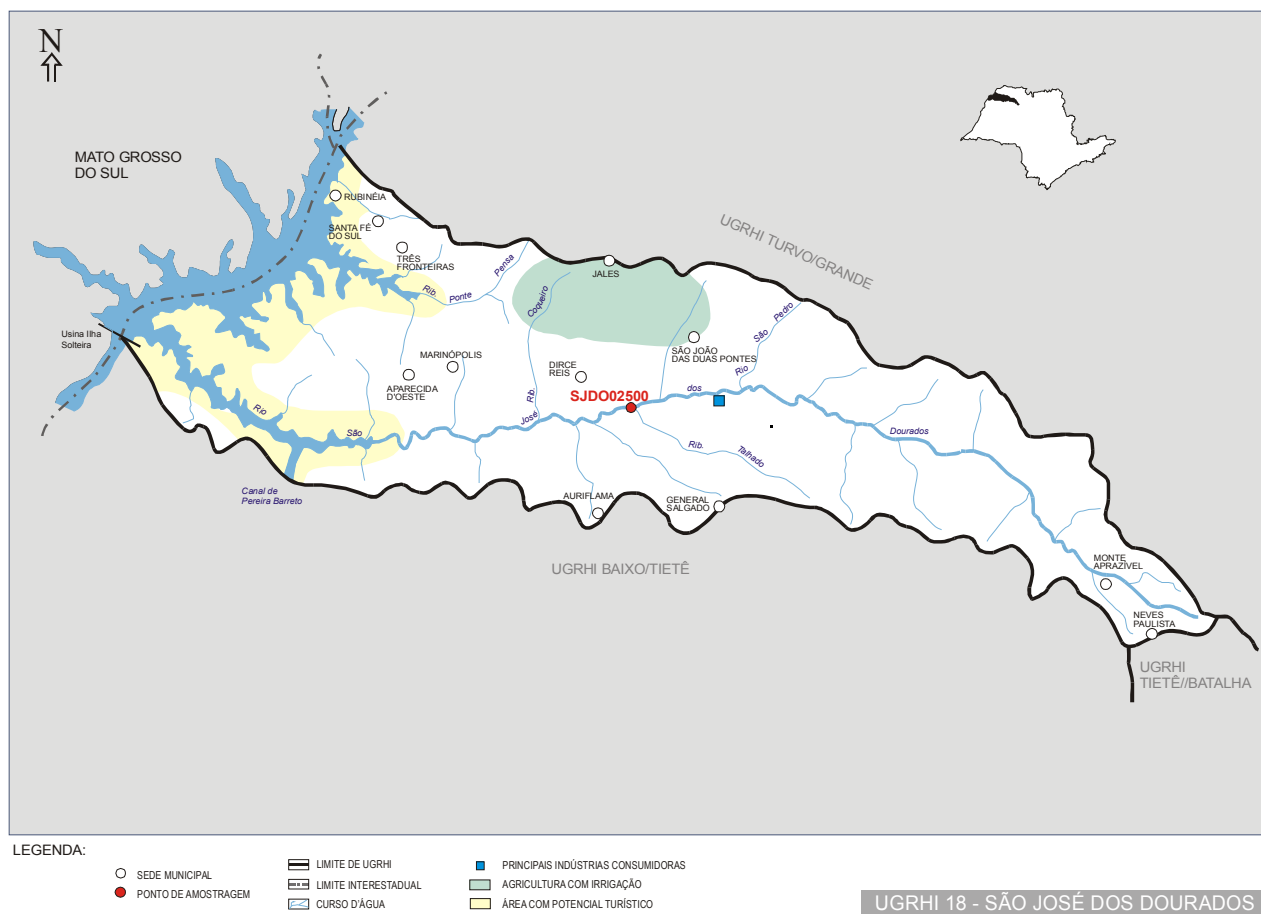 N
MATO GROSSO
DO SUL
RUBINÉIA
SANTA FÉ
DO SUL
TRÊS
FRONTEIRAS
UGRHI TURVO/GRANDE
JALES
Rib.
Ponte
Pensa
Coqueiro
Rib.
Usina Ilha
Solteira
MARINÓPOLIS
APARECIDA
D'OESTE
DIRCE
REIS
SÃO JOÃO
DAS DUAS PONTES
Rio
São
Pedro
SJDO02500
Rio
São
José
dos
Dourados
Rib.
Talhado
Canal de
Pereira Barreto
AURIFLAMA
GENERAL
SALGADO
UGRHI BAIXO/TIETÊ
MONTE
APRAZÍVEL
NEVES
PAULISTA
UGRHI
TIETÊ//BATALHA
LEGENDA:
SEDE MUNICIPAL
PONTO DE AMOSTRAGEM
LIMITE DE UGRHI
LIMITE INTERESTADUAL
CURSO D'ÁGUA
PRINCIPAIS INDÚSTRIAS CONSUMIDORAS
AGRICULTURA COM IRRIGAÇÃO
ÁREA COM POTENCIAL TURÍSTICO
UGRHI 18 - SÃO JOSÉ DOS DOURADOS